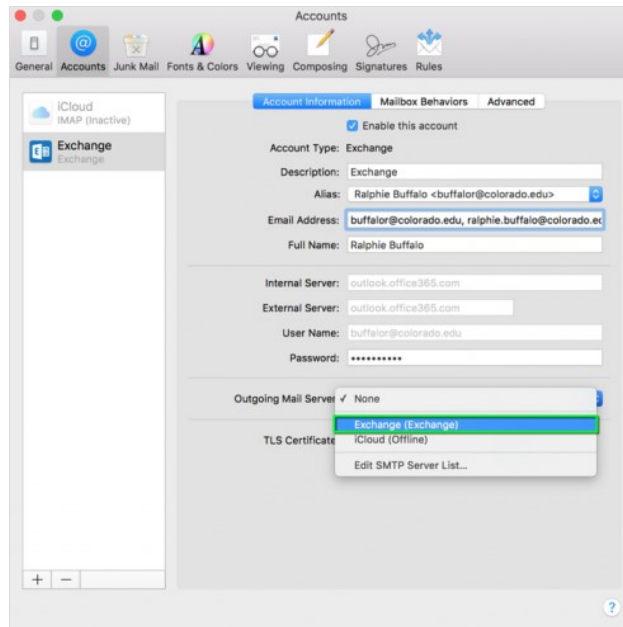 Accounts
General Accounts Junk Mail Fonts & Colors Viewing Composing Signatures Rules
iCloud
IMAP (Inactive)
Exchange
Exchange
Account Information Mailbox Behaviors Advanced
Enable this account
Account Type: Exchange
Description: Exchange
Alias: Ralphie Buffalo <buffalor@colorado.edu>
Email Address: buffalor@colorado.edu, ralphie.buffalo@colorado.ec
Full Name: Ralphie Buffalo
Internal Server: outlook.office365.com
External Server: outlook.office365.com
User Name: buffalor@colorado.edu
Password: ••••••••••
Outgoing Mail Server ✓ None
Exchange (Exchange)
TLS Certificate iCloud (Offline)
Edit SMTP Server List...
+ −
?